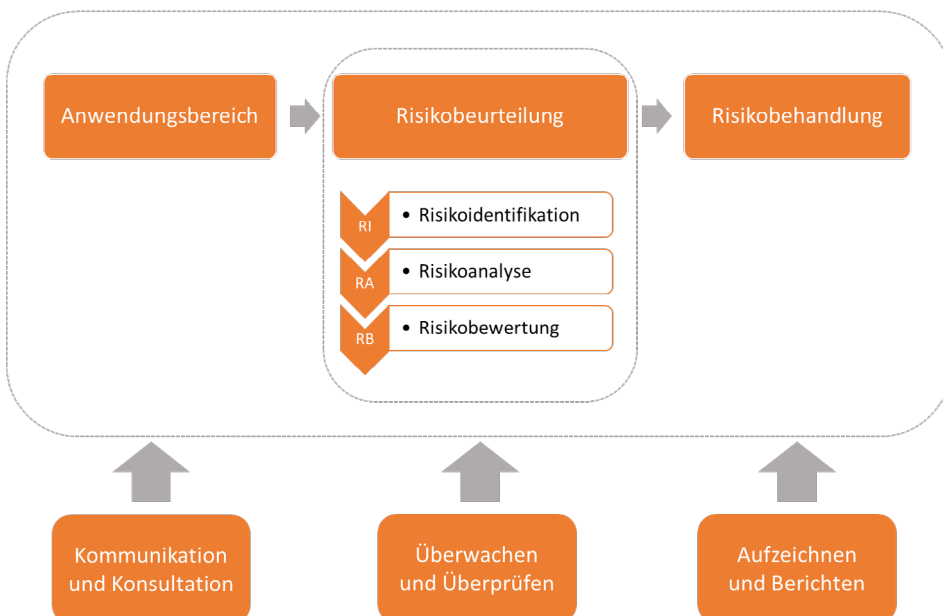 Anwendungsbereich
Risikobeurteilung
Risikobehandlung
RI
• Risikoidentifikation
RA
• Risikoanalyse
RB
• Risikobewertung
Kommunikation
und Konsultation
Überwachen
und Überprüfen
Aufzeichnen
und Berichten